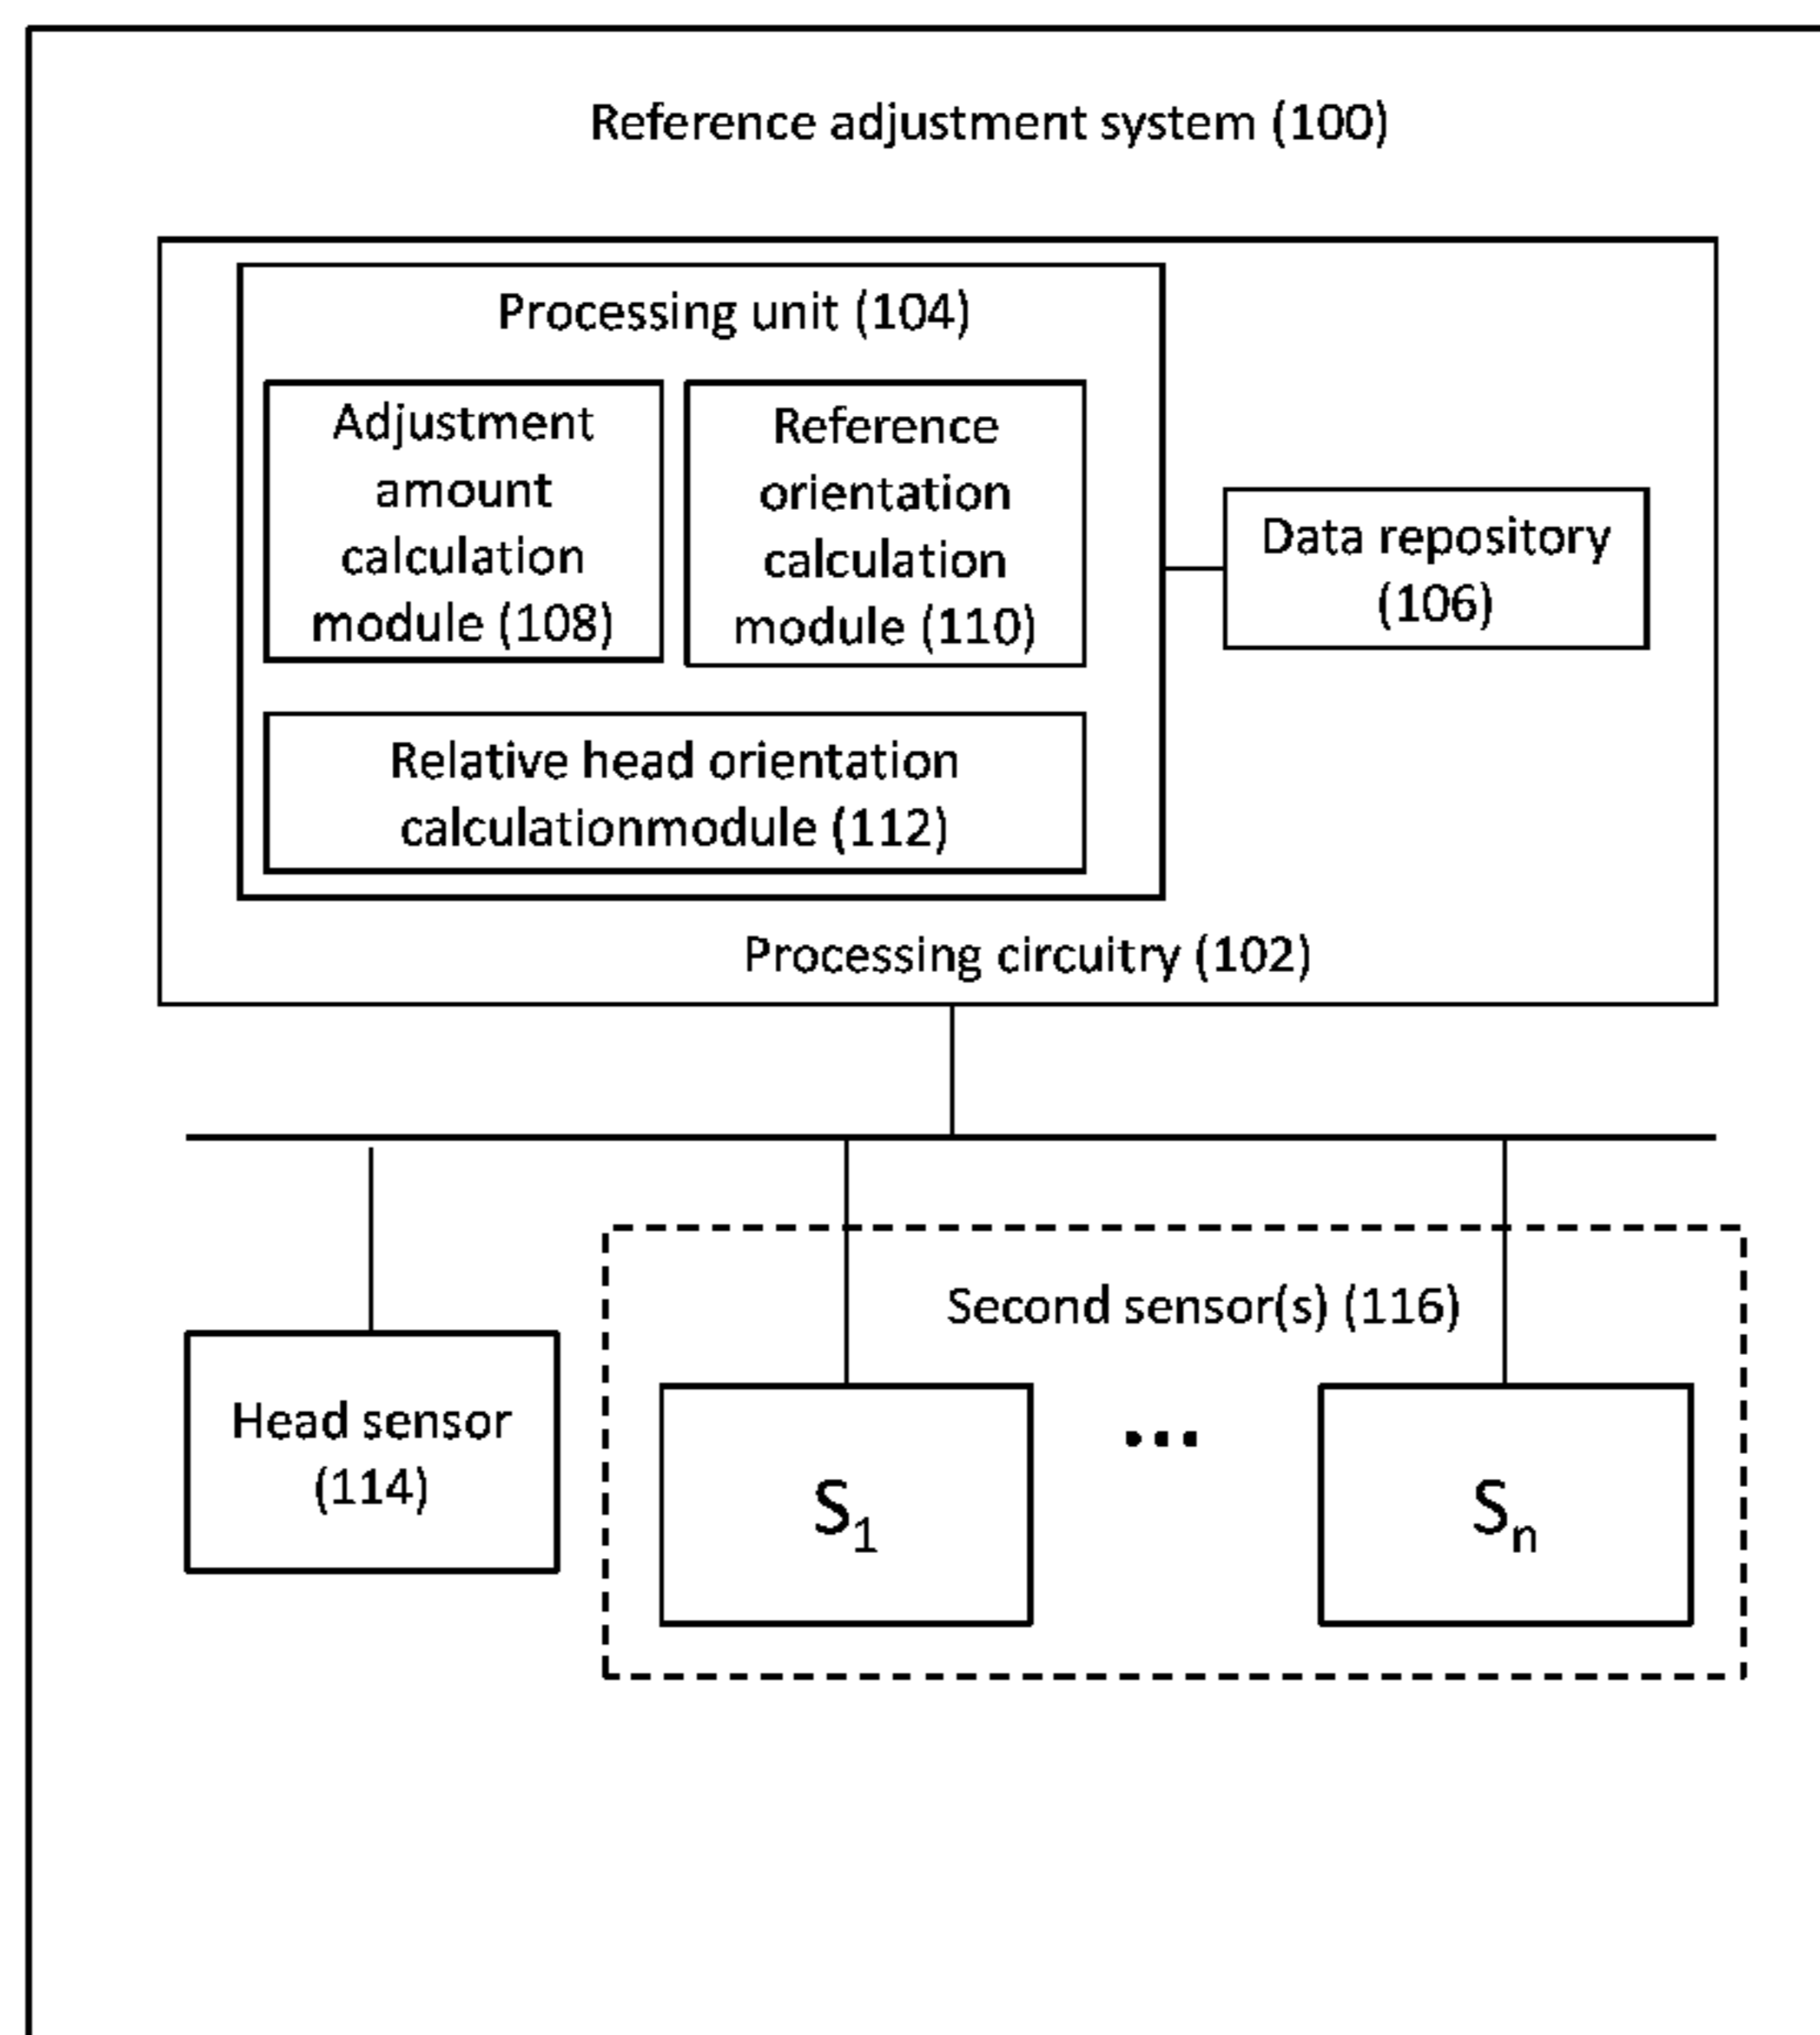 Reference adjustment system (100)
Processing unit (104)
Adjustment
amount
calculation
module (108)
Reference
orientation
calculation
module (110)
Data repository
(106)
Relative head orientation
calculationmodule (112)
Processing circuitry (102)
Second sensor(s) (116)
Head sensor
(114)
S₁
...
Sₙ